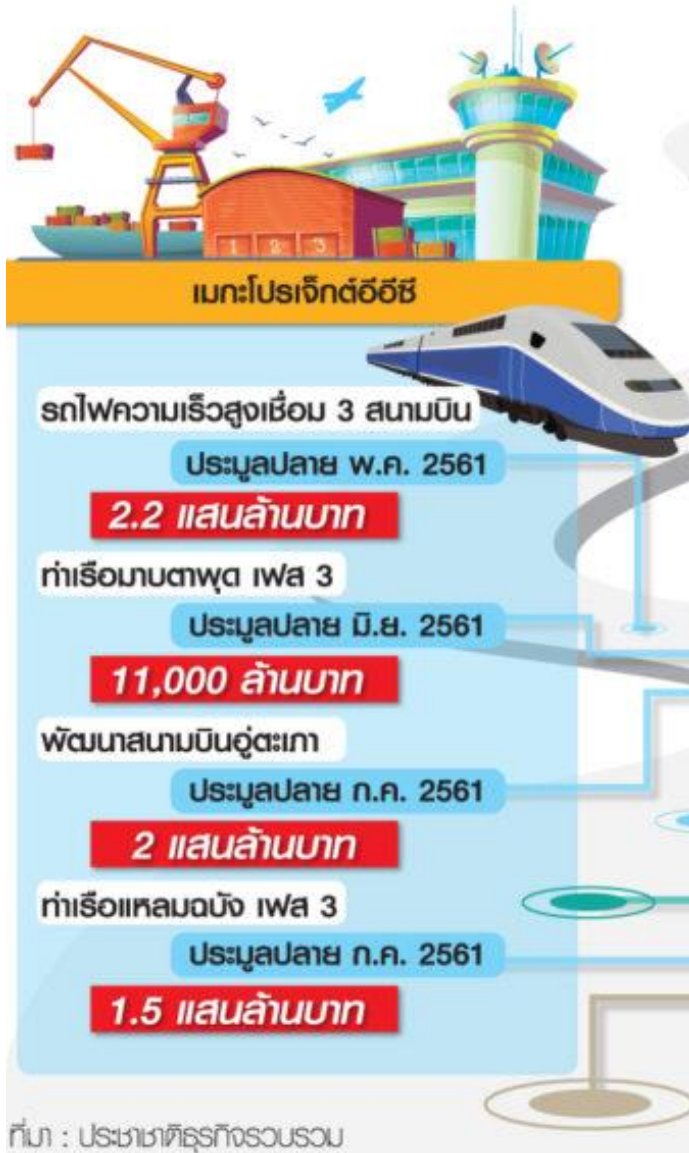 1 2 3
เมกะโปรเจ็กต์อีอีซี
รถไฟความเร็วสูงเชื่อม 3 สนามบิน
ประมูลปลาย พ.ค. 2561
2.2 แสนล้านบาท
ท่าเรือมาบตาพุด เฟส 3
ประมูลปลาย มิ.ย. 2561
11,000 ล้านบาท
พัฒนาสนามบินอู่ตะเภา
ประมูลปลาย ก.ค. 2561
2 แสนล้านบาท
ท่าเรือแหลมฉบัง เฟส 3
ประมูลปลาย ก.ค. 2561
1.5 แสนล้านบาท
ที่มา : ประชาชาติธุรกิจรวบรวม